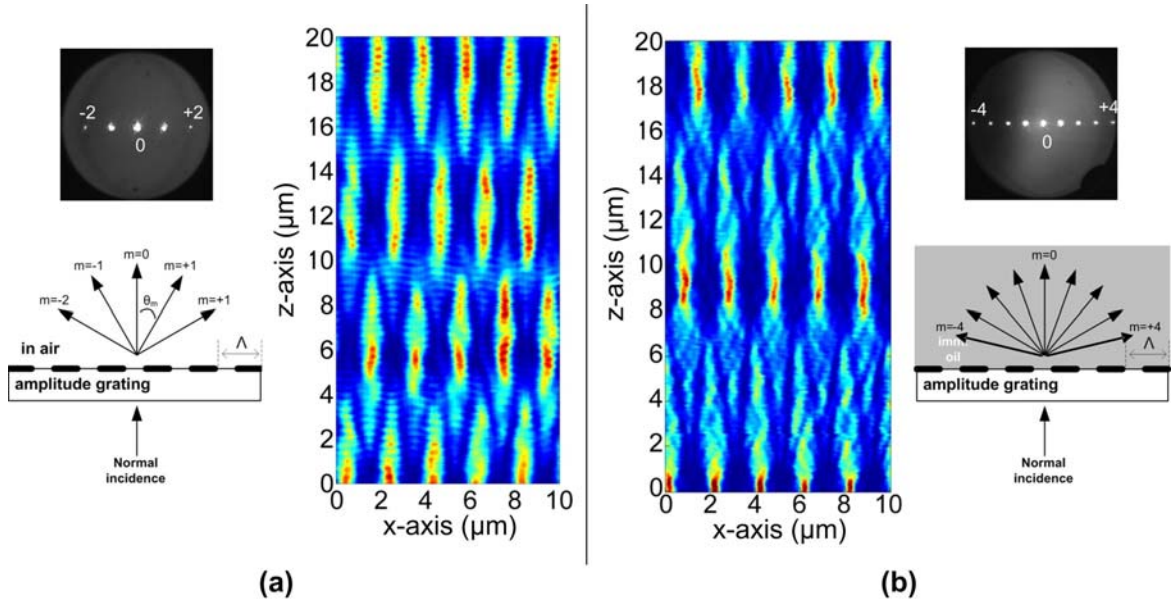 -2
+2
0
m=0
m=-1
m=+1
θm
m=-2
m=+1
in air
Λ
amplitude grating
Normal
incidence
20
18
16
14
12
10
8
6
4
2
0
z-axis (μm)
0 2 4 6 8 10
x-axis (μm)
(a)
20
18
16
14
12
10
8
6
4
2
0
z-axis (μm)
0 2 4 6 8 10
x-axis (μm)
-4
+4
0
m=0
m=-4
m=+4
Λ
oil
amplitude grating
Normal
incidence
(b)